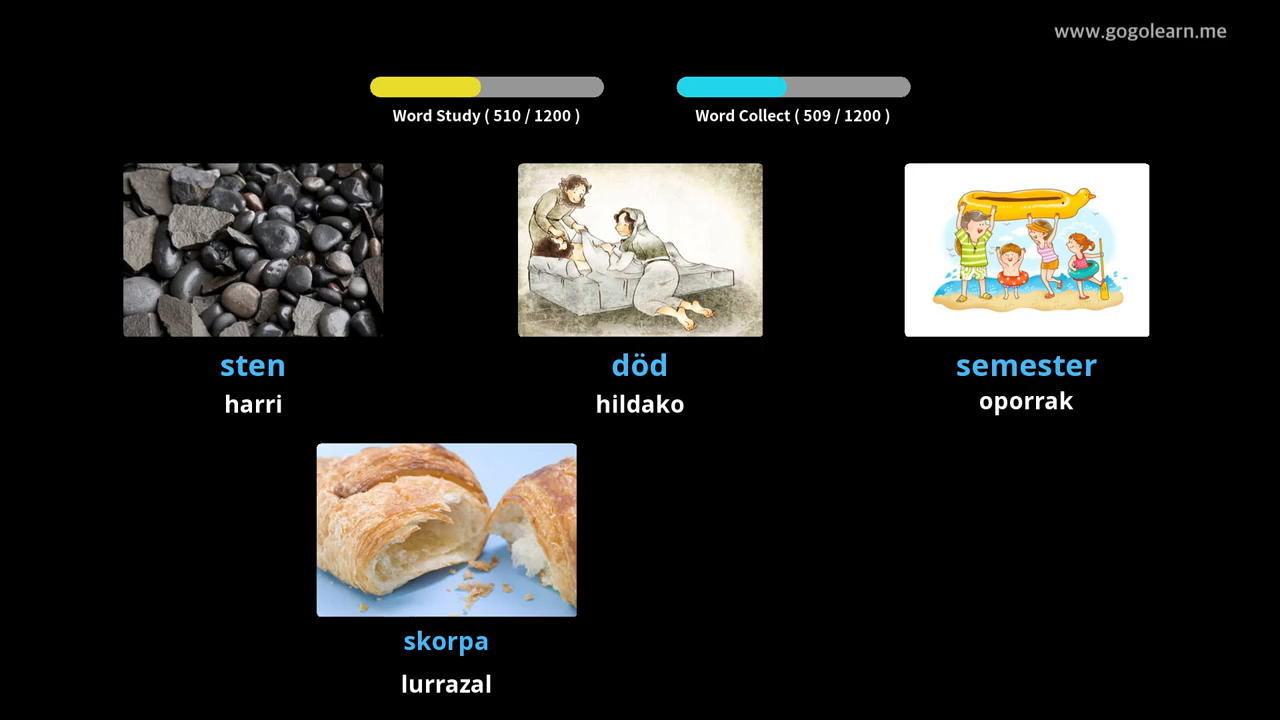 www.gogolearn.me
Word Study ( 510 / 1200 )
Word Collect ( 509 / 1200 )
sten
harri
död
hildako
semester
oporrak
skorpa
lurrazal